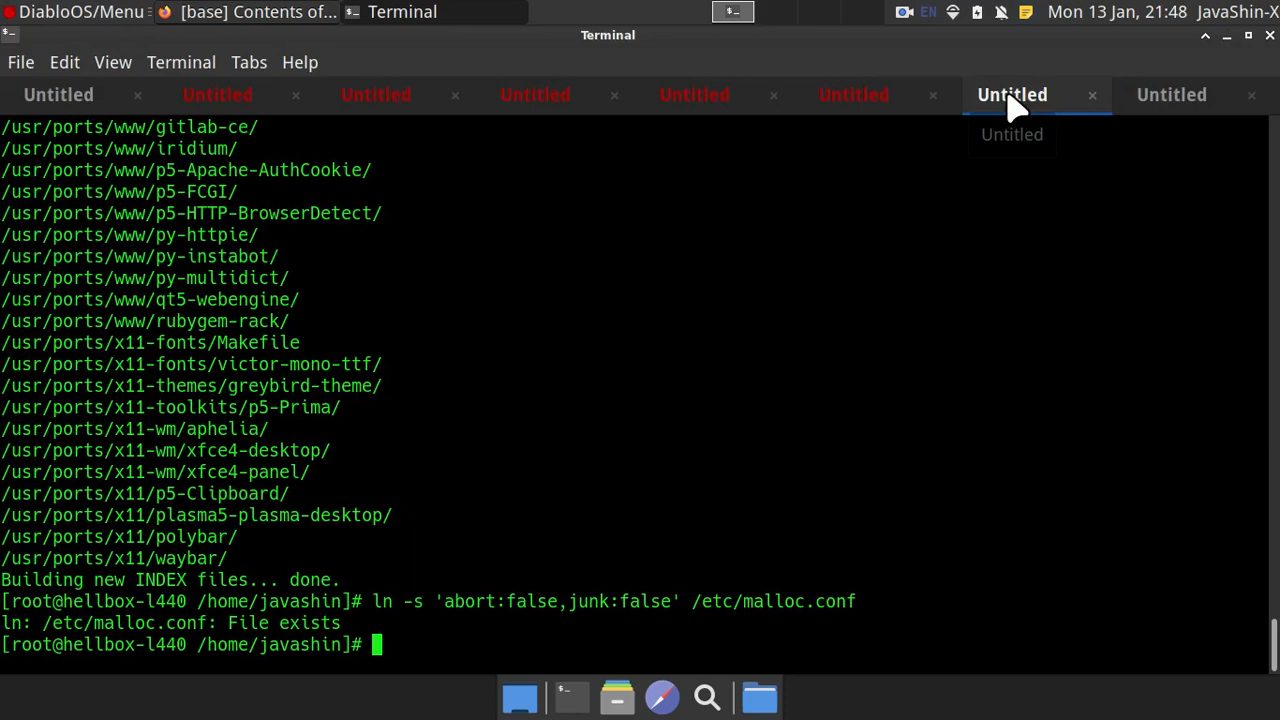 DiabloOS/Menu [base] Contents of... Terminal EN Mon 13 Jan, 21:48 JavaShin-X
Terminal
File Edit View Terminal Tabs Help
Untitled Untitled Untitled Untitled Untitled Untitled Untitled Untitled
Untitled
/usr/ports/www/gitlab-ce/
/usr/ports/www/iridium/
/usr/ports/www/p5-Apache-AuthCookie/
/usr/ports/www/p5-FCGI/
/usr/ports/www/p5-HTTP-BrowserDetect/
/usr/ports/www/py-httpie/
/usr/ports/www/py-instabot/
/usr/ports/www/py-multidict/
/usr/ports/www/qt5-webengine/
/usr/ports/www/rubygem-rack/
/usr/ports/x11-fonts/Makefile
/usr/ports/x11-fonts/victor-mono-ttf/
/usr/ports/x11-themes/greybird-theme/
/usr/ports/x11-toolkits/p5-Prima/
/usr/ports/x11-wm/aphelia/
/usr/ports/x11-wm/xfce4-desktop/
/usr/ports/x11-wm/xfce4-panel/
/usr/ports/x11/p5-Clipboard/
/usr/ports/x11/plasma5-plasma-desktop/
/usr/ports/x11/polybar/
/usr/ports/x11/waybar/
Building new INDEX files... done.
[root@hellbox-l440 /home/javashin]# ln -s 'abort:false,junk:false' /etc/malloc.conf
ln: /etc/malloc.conf: File exists
[root@hellbox-l440 /home/javashin]#